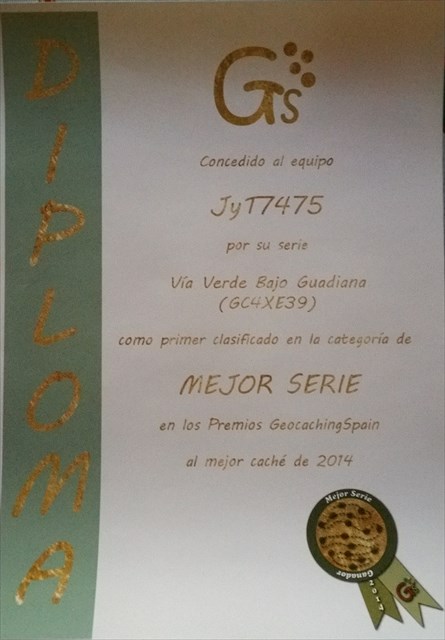 DIPLOMA
Gs
Concedido al equipo
JyT7475
por su serie
Vía Verde Bajo Guadiana
(GC4XE39)
como primer clasificado en la categoría de
MEJOR SERIE
en los Premios GeocachingSpain
al mejor caché de 2014
Mejor Serie
Ganador
2014
Gs